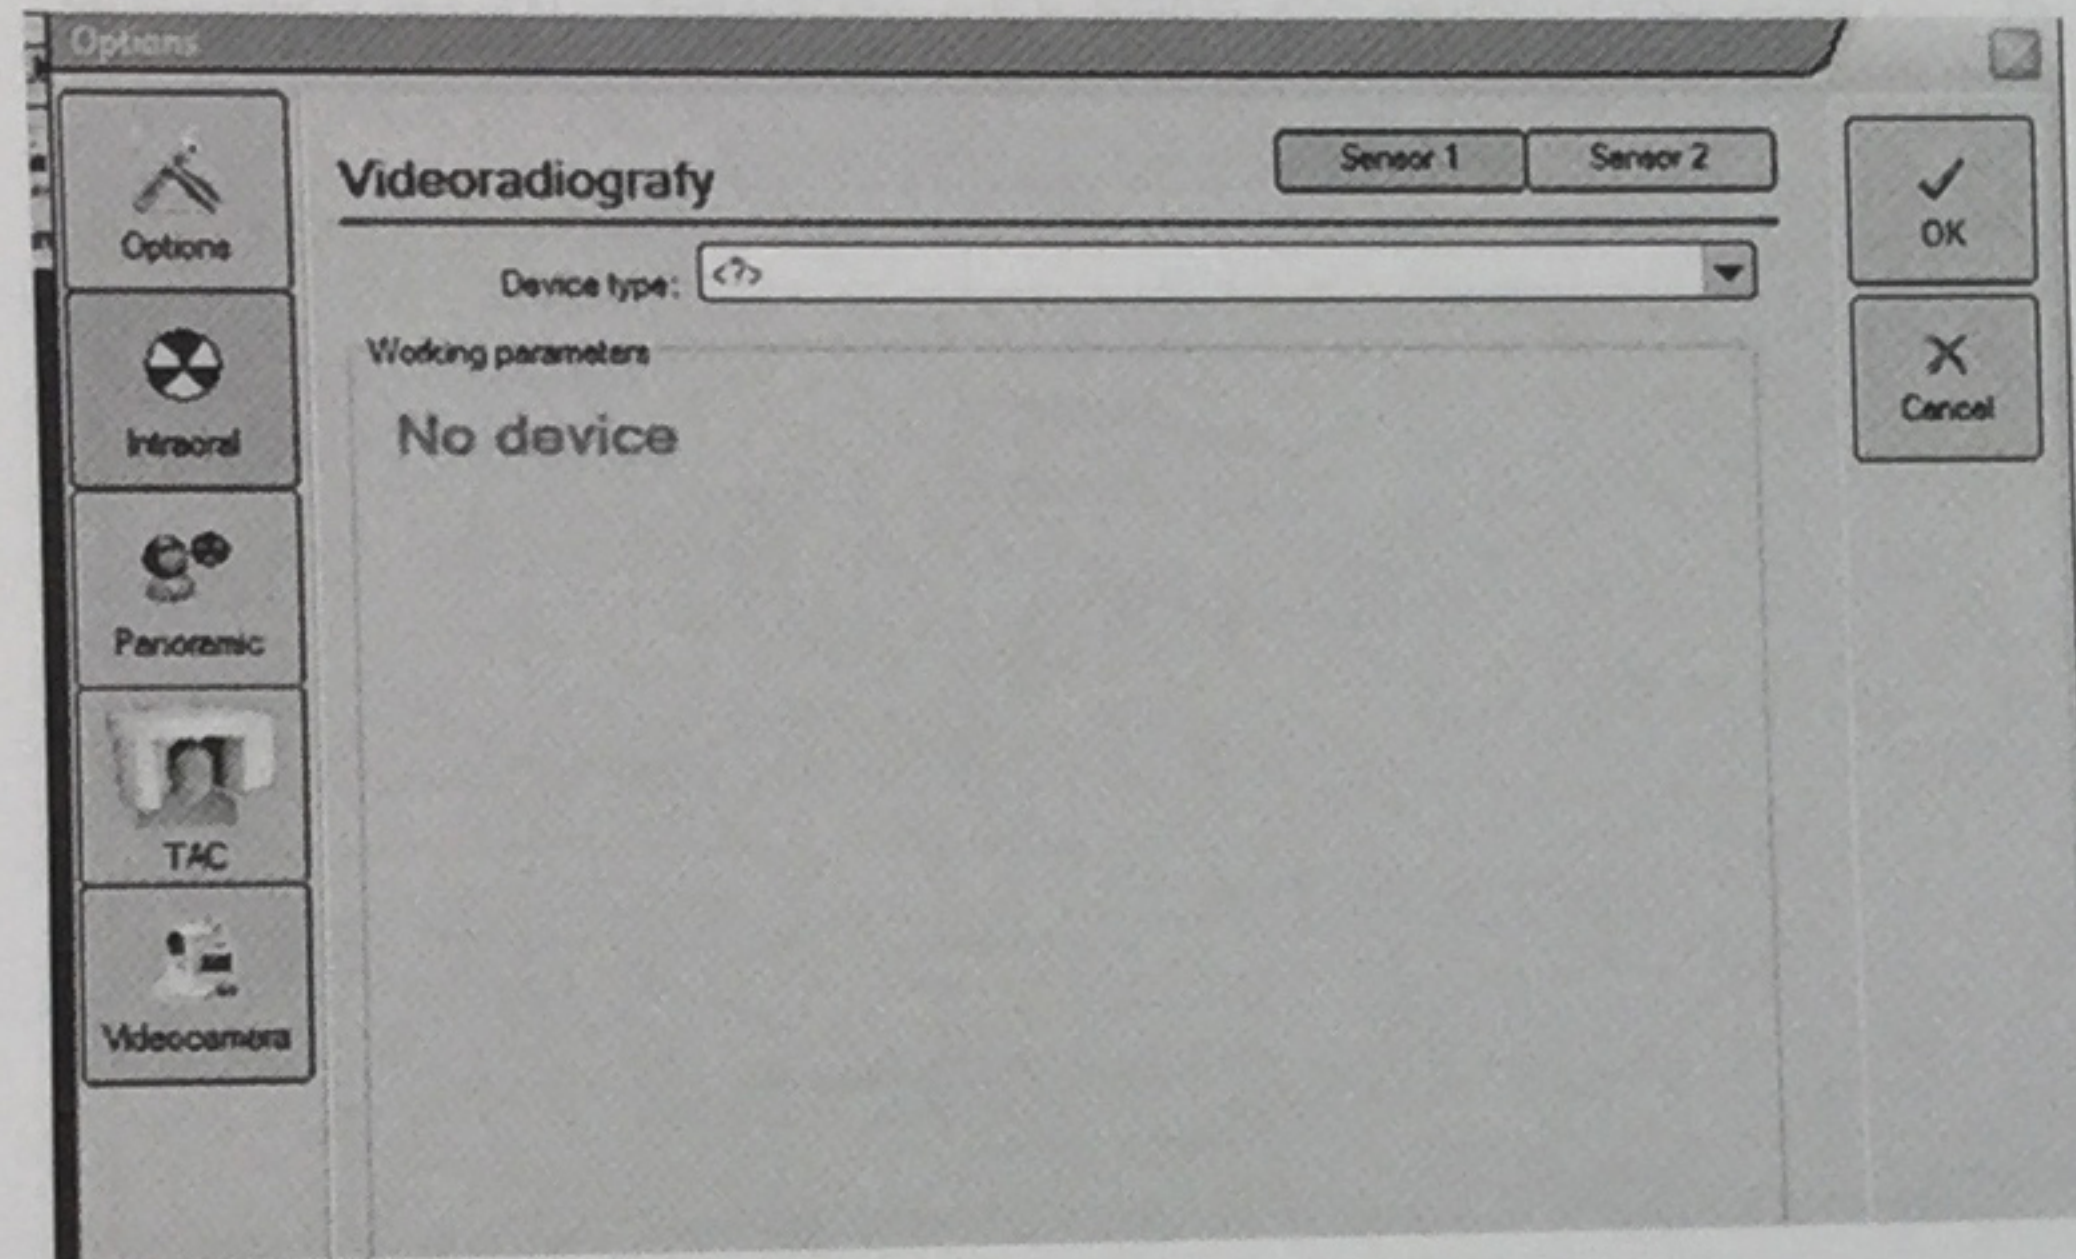 Options
Options
Intraoral
Panoramic
TAC
Videocamera
Videoradiografy
Sensor 1
Sensor 2
Device type:
<?>
Working parameters
No device
OK
Cancel